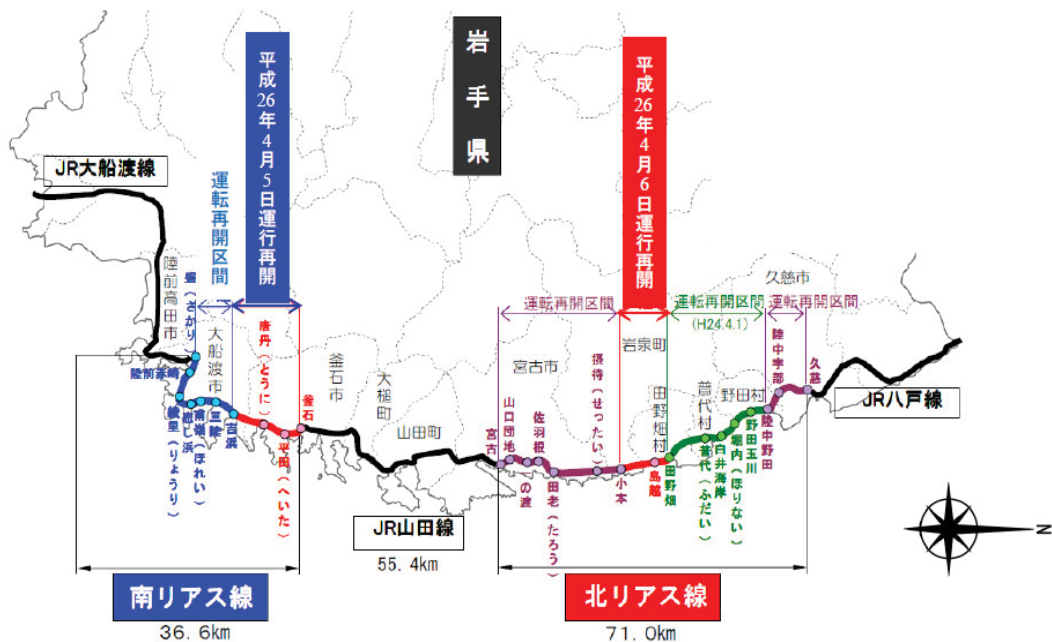 岩手県
平成26年4月5日運行再開
平成26年4月6日運行再開
JR大船渡線
運転再開区間
陸前高田市
盛(さかり)
大船渡市
唐丹(とうに)
釜石市
大槌町
山田町
宮古市
岩泉町
田野畑村
普代村
野田村
久慈市
運転再開区間
運転再開区間
(H24.4.1)
運転再開区間
陸前赤崎
綾里(りょうり)
恋し浜
甫嶺(ほれい)
三陸
吉浜
平田(へいた)
釜石
宮古
山口団地
の渡
佐羽根
田老(たろう)
摂待(せったい)
小本
島越
田野畑
普代(ふだい)
白井海岸
堀内(ほりない)
野田玉川
陸中野田
陸中宇部
久慈
JR八戸線
JR山田線
55.4km
N
南リアス線
36.6km
北リアス線
71.0km